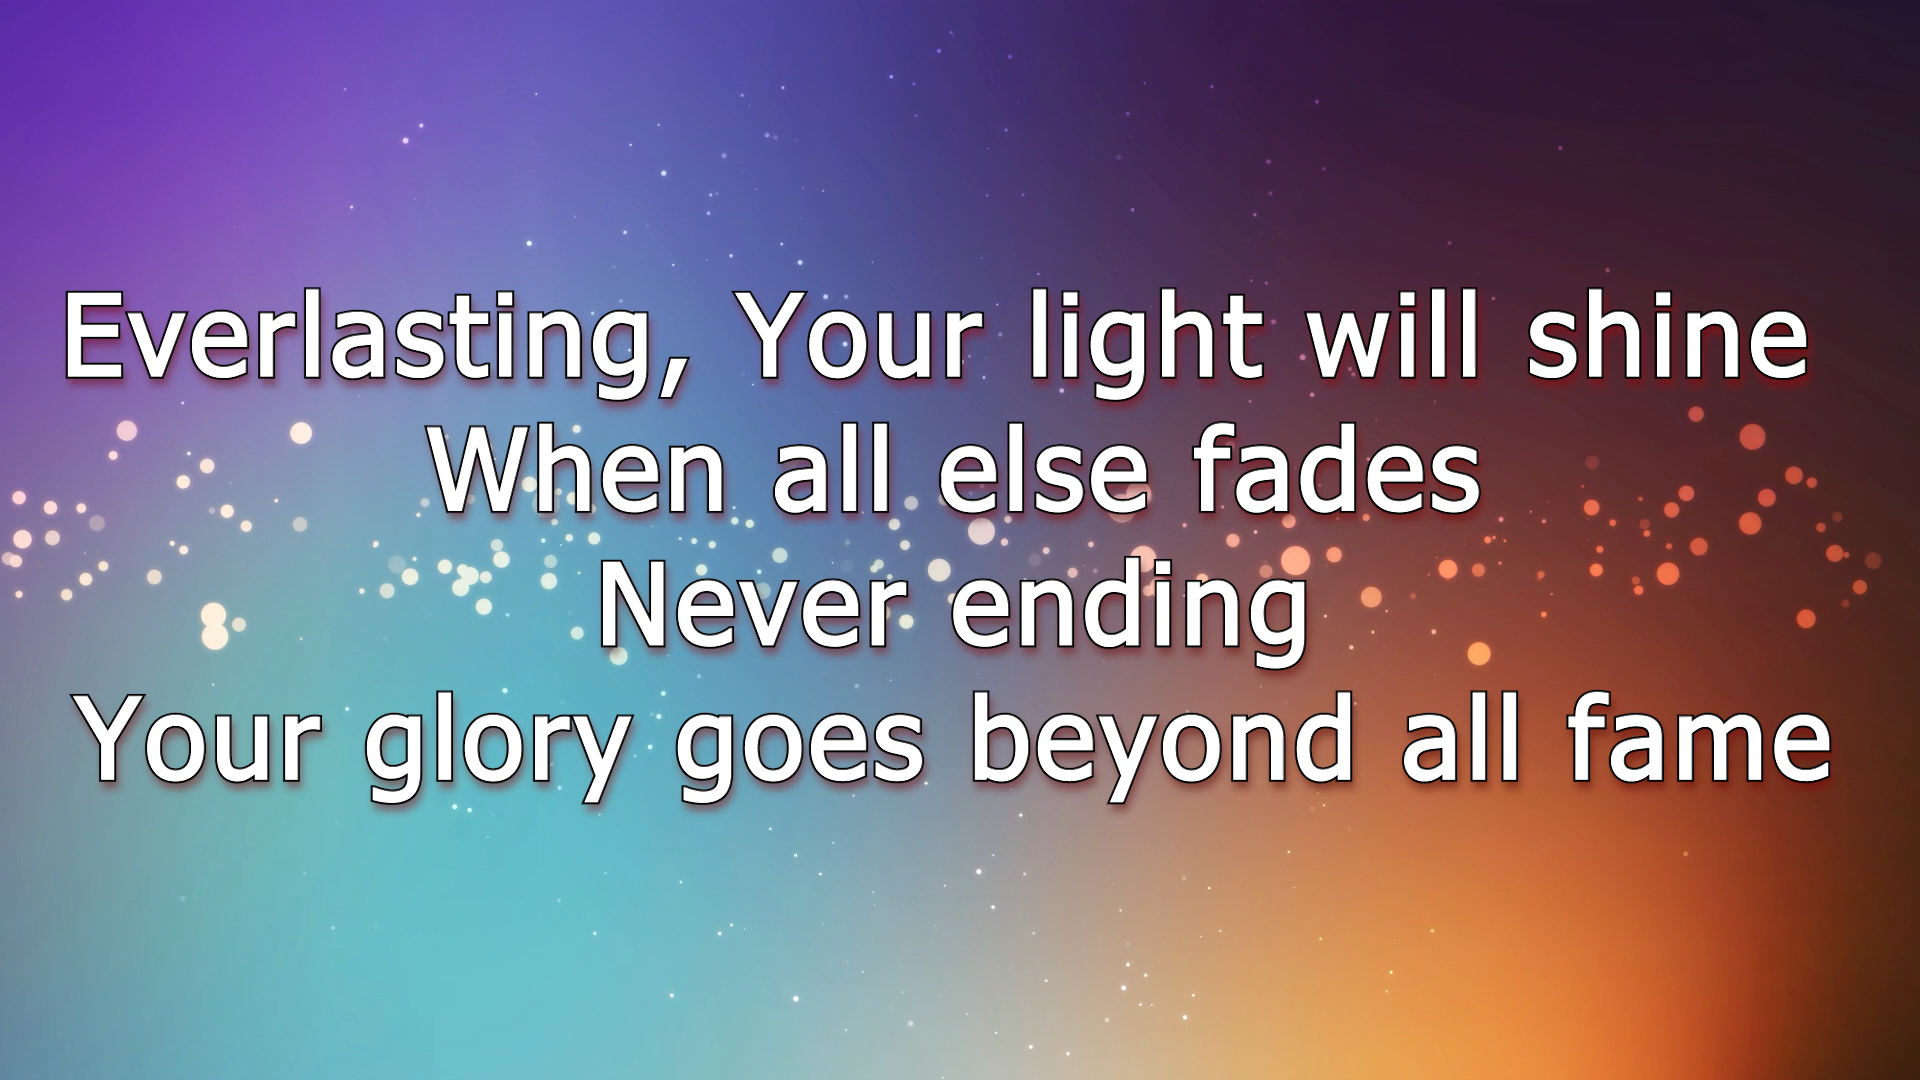 Everlasting, Your light will shine
When all else fades
Never ending
Your glory goes beyond all fame